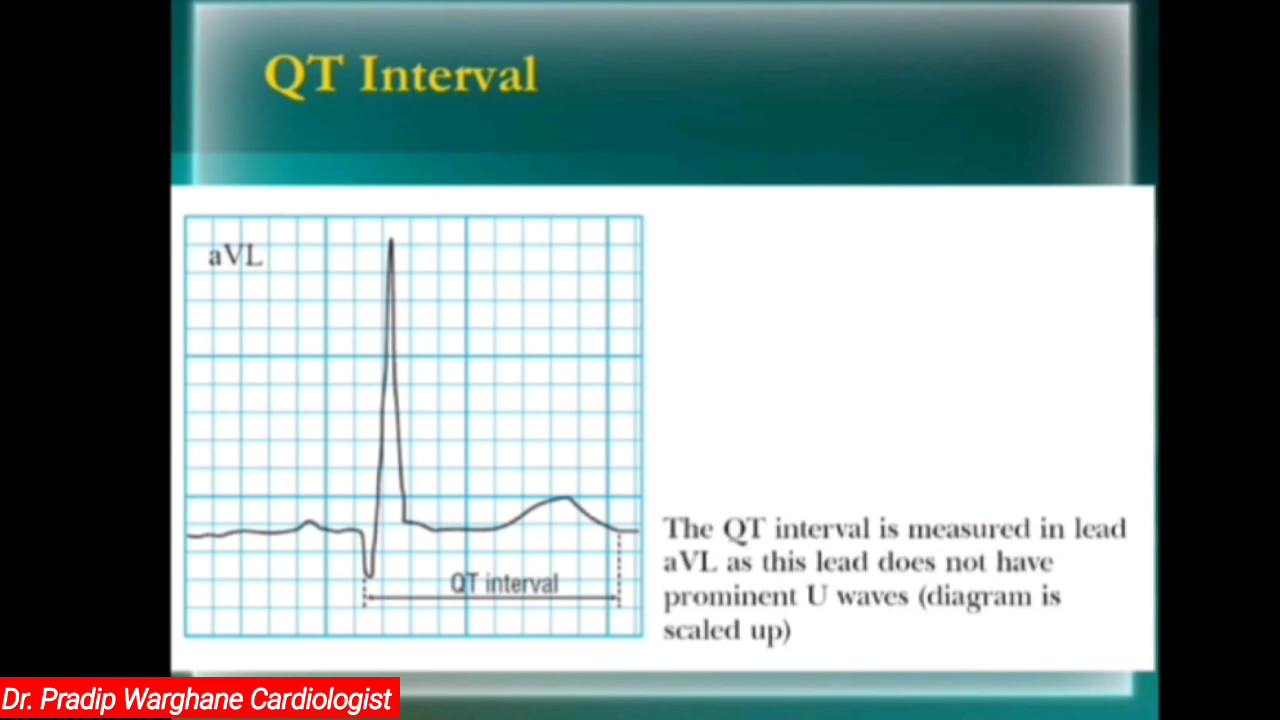 QT Interval
aVL
QT interval
The QT interval is measured in lead
aVL as this lead does not have
prominent U waves (diagram is
scaled up)
Dr. Pradip Warghane Cardiologist